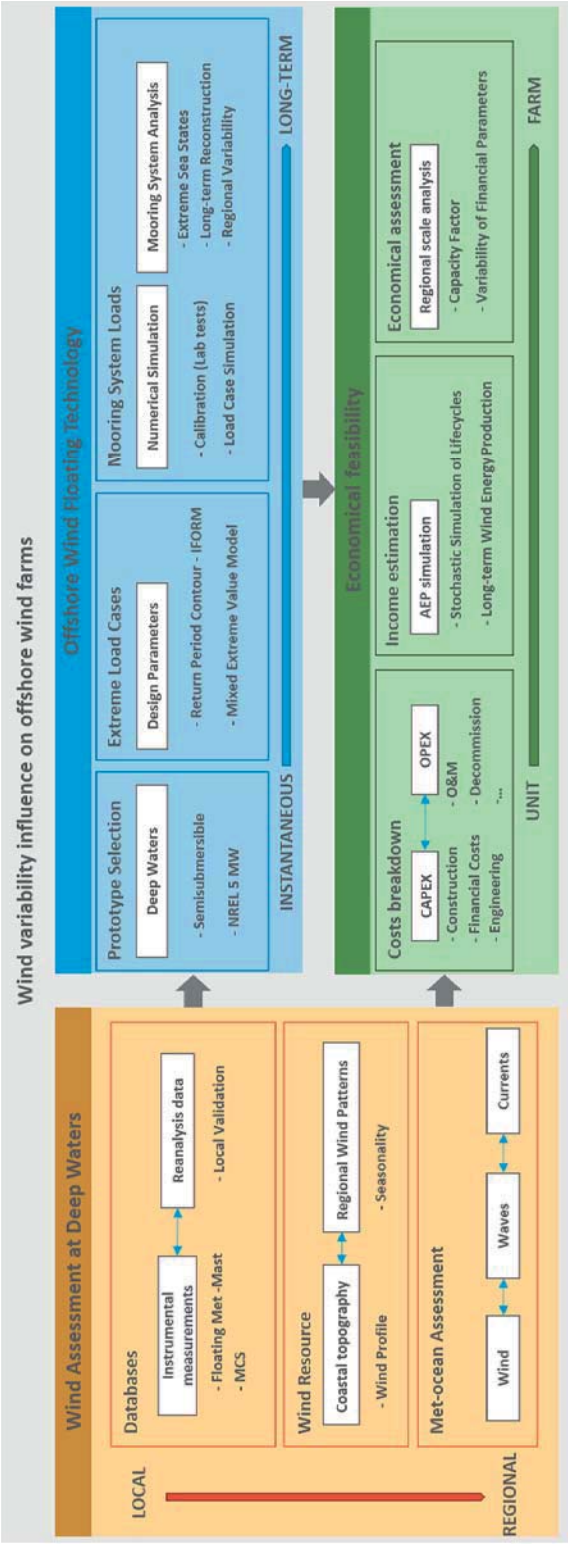 Wind variability influence on offshore wind farms
Wind Assessment at Deep Waters
LOCAL
REGIONAL
Databases
Instrumental
measurements
Reanalysis data
- Floating Met -Mast
- MCS
- Local Validation
Wind Resource
Coastal topography
Regional Wind Patterns
- Wind Profile
- Seasonality
Met-ocean Assessment
Wind
Waves
Currents
Offshore Wind Floating Technology
Prototype Selection
Deep Waters
- Semisubmersible
- NREL 5 MW
Extreme Load Cases
Design Parameters
- Return Period Contour - IFORM
- Mixed Extreme Value Model
Mooring System Loads
Numerical Simulation
- Calibration (Lab tests)
- Load Case Simulation
Mooring System Analysis
- Extreme Sea States
- Long-term Reconstruction
- Regional Variability
INSTANTANEOUS
LONG-TERM
Economical feasibility
Costs breakdown
CAPEX
OPEX
- Construction
- Financial Costs
- Engineering
- O&M
- Decommission
-...
Income estimation
AEP simulation
- Stochastic Simulation of Lifecycles
- Long-term Wind Energy Production
Economical assessment
Regional scale analysis
- Capacity Factor
- Variability of Financial Parameters
UNIT
FARM